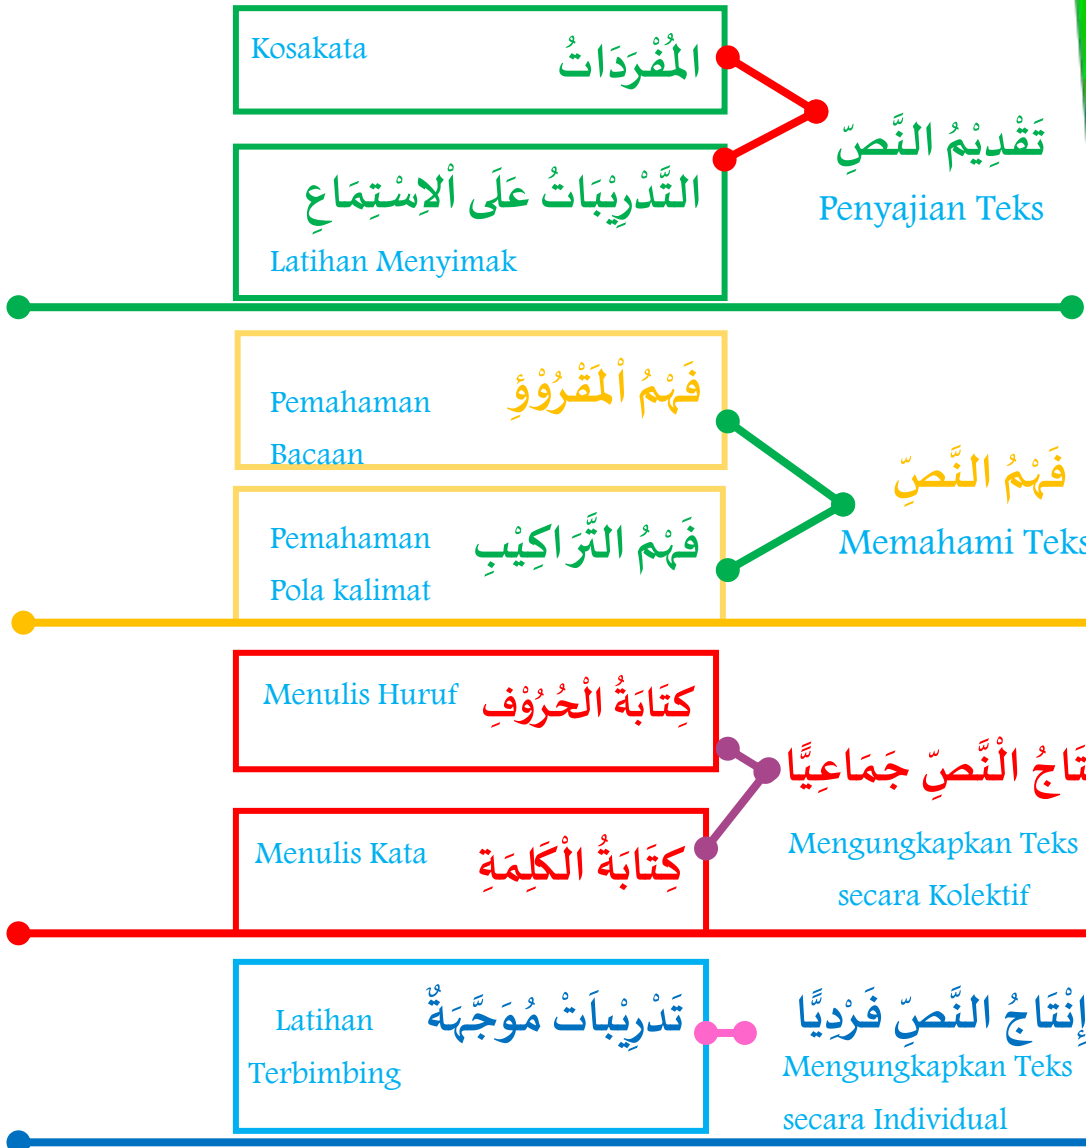 تَقْدِيْمُ النَّصِّ
Penyajian Teks
المُفْرَدَاتُ
Kosakata
التَّدْرِيْبَاتُ عَلَى اْلاِسْتِمَاعِ
Latihan Menyimak
فَهْمُ النَّصِّ
Memahami Teks
فَهْمُ اْلمَقْرُوْؤِ
Pemahaman
Bacaan
فَهْمُ التَّرَاكِيْبِ
Pemahaman
Pola kalimat
النَّصِّ جَمَاعِيًّا
Mengungkapkan Teks
secara Kolektif
كِتَابَةُ الْحُرُوْفِ
Menulis Huruf
كِتَابَةُ الْكَلِمَةِ
Menulis Kata
إِنْتَاجُ النَّصِّ فَرْدِيًّا
Mengungkapkan Teks
secara Individual
تَدْرِيْبَاَتْ مُوَجَّهَةٌ
Latihan
Terbimbing